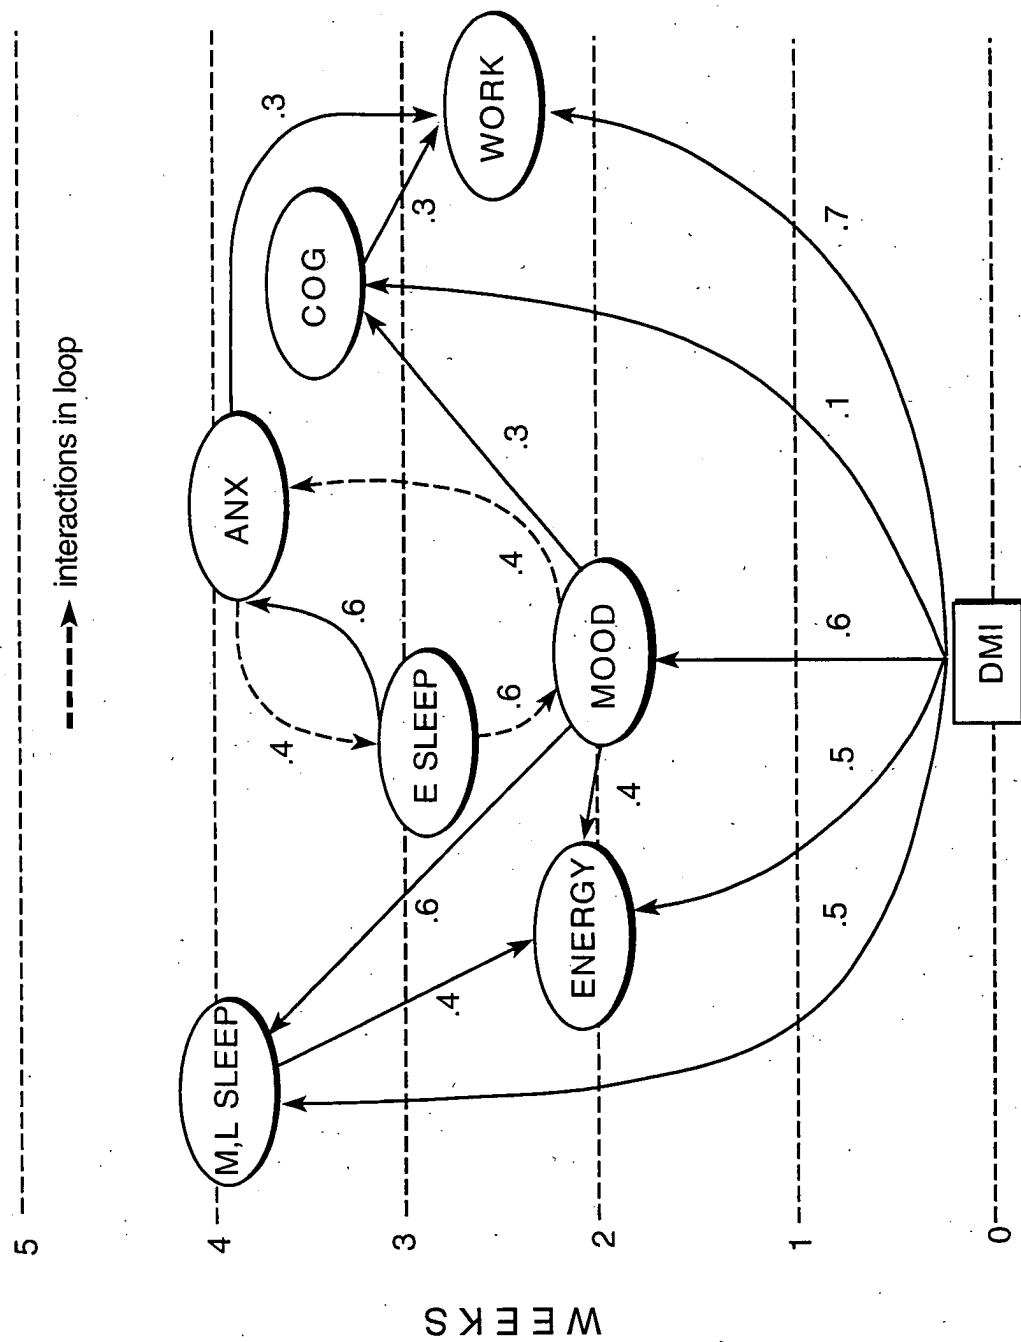 interactions in loop
5
4
3
2
1
0
WEEKS
M,L SLEEP
ANX
COG
E SLEEP
WORK
ENERGY
MOOD
DMI
.3
.3
.6
.4
.3
.4
.6
.6
.4
.4
.7
.1
.6
.5
.5